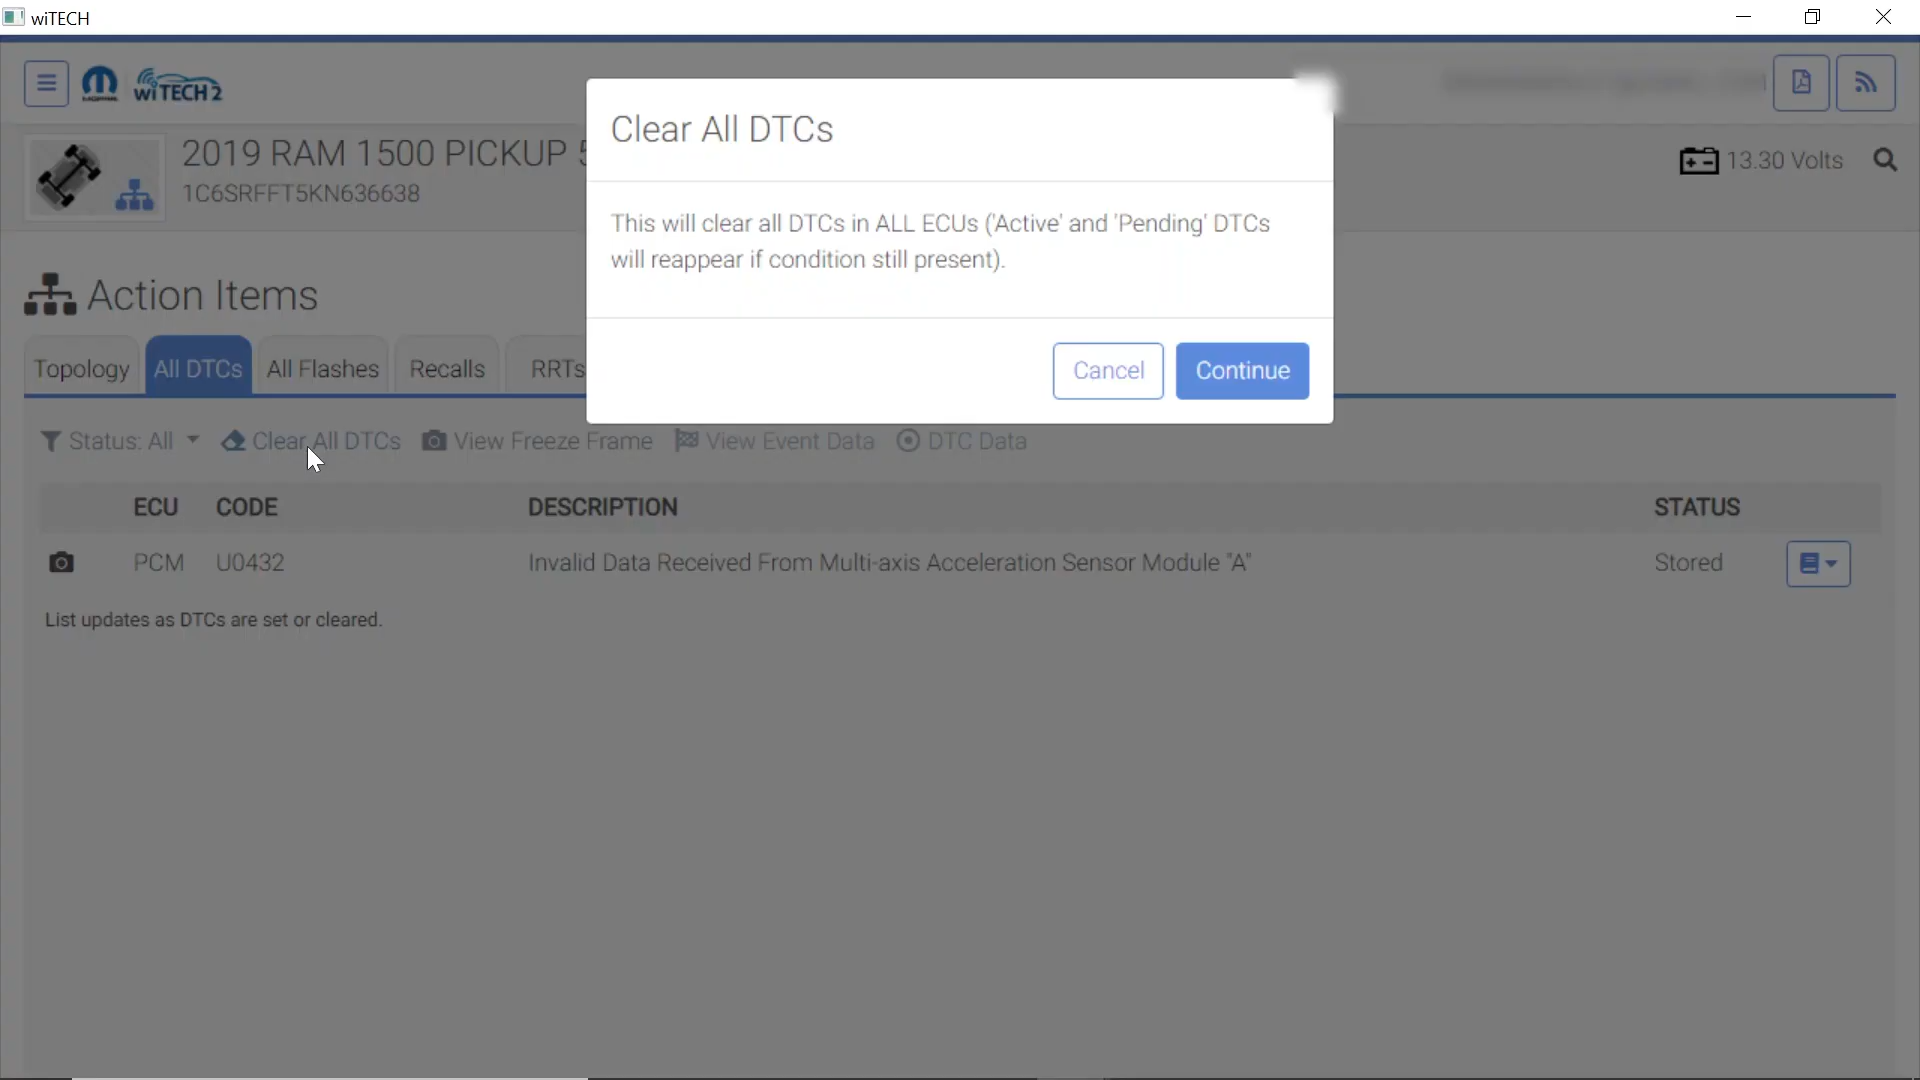 wiTECH
MOPAR
wiTECH 2
2019 RAM 1500 PICKUP
1C6SRFFT5KN636638
13.30 Volts
Clear All DTCs
This will clear all DTCs in ALL ECUs ('Active' and 'Pending' DTCs
will reappear if condition still present).
Cancel
Continue
Action Items
Topology
All DTCs
All Flashes
Recalls
RRTs
Status: All
Clear All DTCs
View Freeze Frame
View Event Data
DTC Data
ECU CODE DESCRIPTION STATUS
PCM U0432 Invalid Data Received From Multi-axis Acceleration Sensor Module "A" Stored
List updates as DTCs are set or cleared.